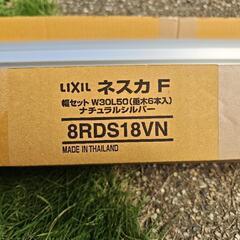 LIXIL ネスカ F
幅セット W30L50(垂木6本入)
ナチュラルシルバー
8RDS18VN
MADE IN THAILAND